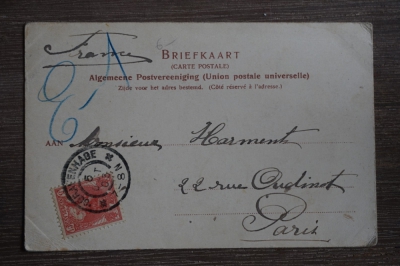 France
BRIEFKAART
(CARTE POSTALE)
Algemeene Postvereeniging (Union postale universelle)
Zijde voor het adres bestemd. (Côté réservé à l'adresse.)
AAN Monsieur Harment
22 rue Oudinot
Paris
'S GRAVENHAGE